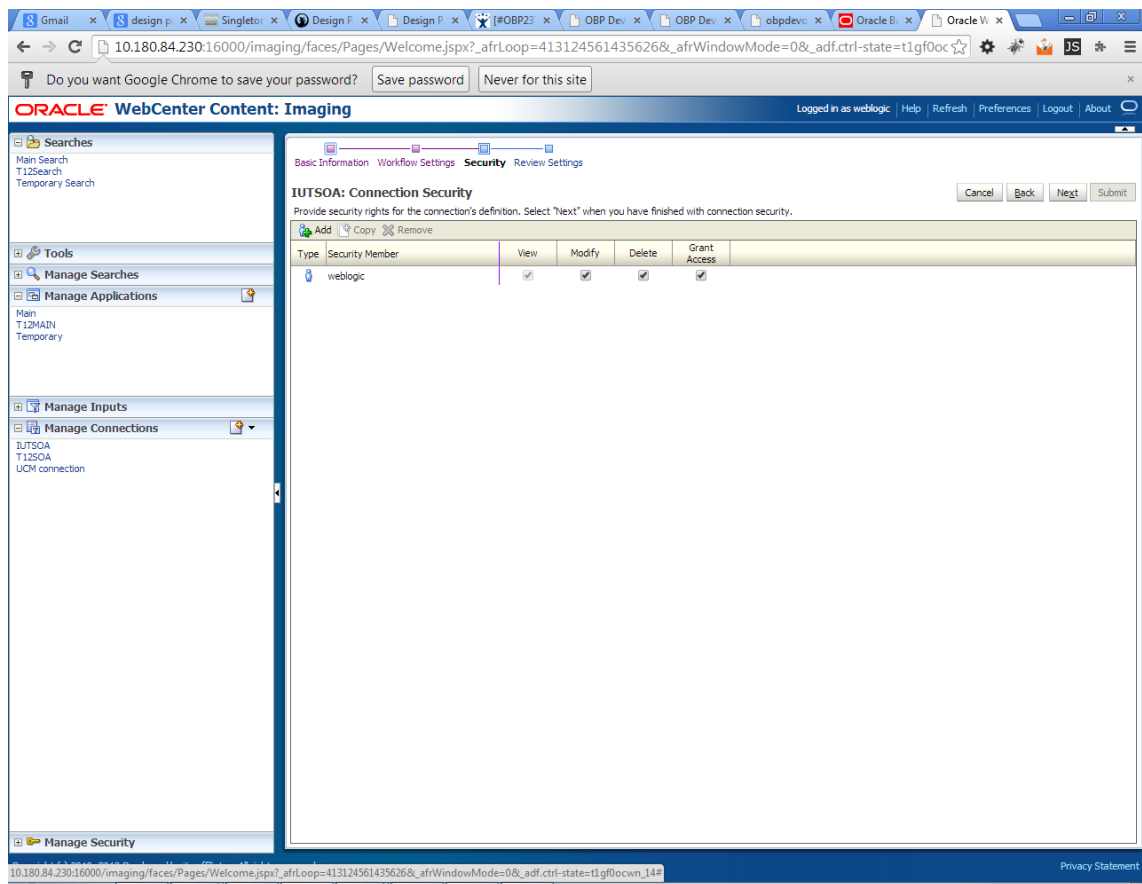 Gmail
design p
Singletor
Design P
Design P
[#OBP23
OBP Dev
OBP Dev
obpdevo
Oracle B
Oracle W
10.180.84.230:16000/imaging/faces/Pages/Welcome.jspx?_afrLoop=413124561435626&_afrWindowMode=0&_adf.ctrl-state=t1gf0oc
Do you want Google Chrome to save your password? Save password Never for this site
ORACLE WebCenter Content: Imaging
Logged in as weblogic Help Refresh Preferences Logout About
Searches
Main Search
T12Search
Temporary Search
Tools
Manage Searches
Manage Applications
Main
T12MAIN
Temporary
Manage Inputs
Manage Connections
IUTSOA
T12SOA
UCM connection
Manage Security
Basic Information Workflow Settings Security Review Settings
IUTSOA: Connection Security
Cancel Back Next Submit
Provide security rights for the connection's definition. Select "Next" when you have finished with connection security.
Add Copy Remove
Type Security Member View Modify Delete Grant Access
weblogic
10.180.84.230:16000/imaging/faces/Pages/Welcome.jspx?_afrLoop=413124561435626&_afrWindowMode=0&_adf.ctrl-state=t1gf0ocwn_14#
Privacy Statement